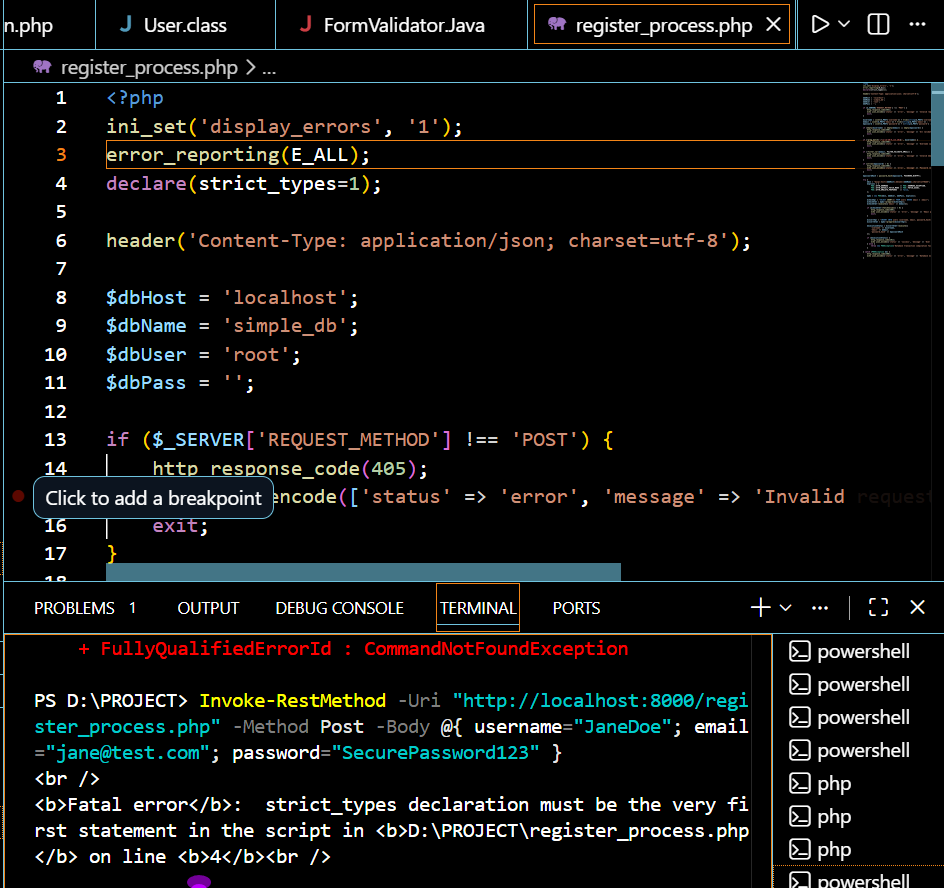 n.php
User.class
FormValidator.Java
register_process.php
register_process.php > ...
1 <?php
2 ini_set('display_errors', '1');
3 error_reporting(E_ALL);
4 declare(strict_types=1);
5
6 header('Content-Type: application/json; charset=utf-8');
7
8 $dbHost = 'localhost';
9 $dbName = 'simple_db';
10 $dbUser = 'root';
11 $dbPass = '';
12
13 if ($_SERVER['REQUEST_METHOD'] !== 'POST') {
14 http_response_code(405);
Click to add a breakpoint encode(['status' => 'error', 'message' => 'Invalid request
16 exit;
17 }
18
PROBLEMS 1 OUTPUT DEBUG CONSOLE TERMINAL PORTS
+ FullyQualifiedErrorId : CommandNotFoundException
PS D:\PROJECT> Invoke-RestMethod -Uri "http://localhost:8000/regi
ster_process.php" -Method Post -Body @{ username="JaneDoe"; email
="jane@test.com"; password="SecurePassword123" }
<br />
<b>Fatal error</b>:  strict_types declaration must be the very fi
rst statement in the script in <b>D:\PROJECT\register_process.php
</b> on line <b>4</b><br />
powershell
powershell
powershell
powershell
php
php
php
powershell